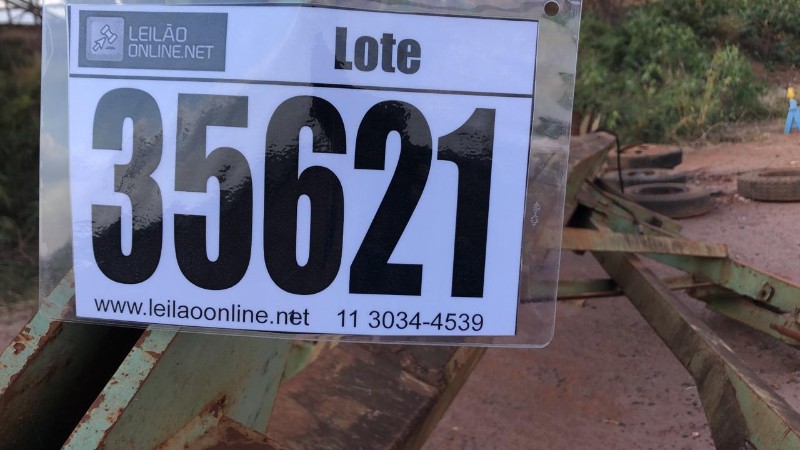 LEILÃO
ONLINE.NET
Lote
35621
www.leilaoonline.net 11 3034-4539